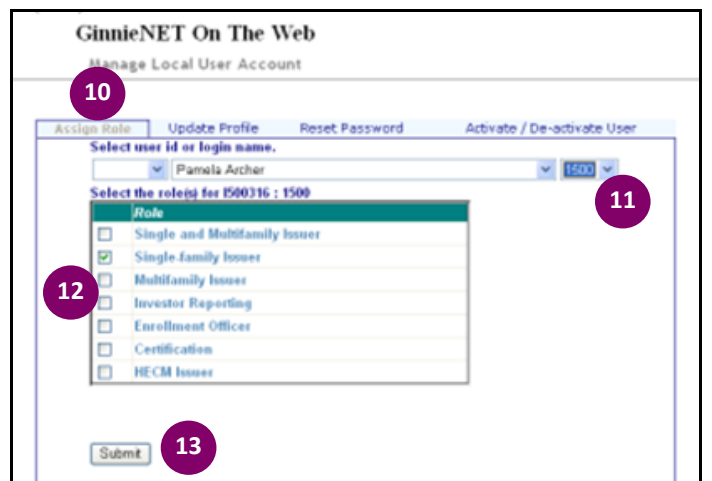 GinnieNET On The Web
Manage Local User Account
10
Assign Role Update Profile Reset Password Activate / De-activate User
Select user id or login name.
Pamela Archer 1500
11
Select the role(s) for I500316 : 1500
Role
Single and Multifamily Issuer
Single-family Issuer
12
Multifamily Issuer
Investor Reporting
Enrollment Officer
Certification
HECM Issuer
Submit 13